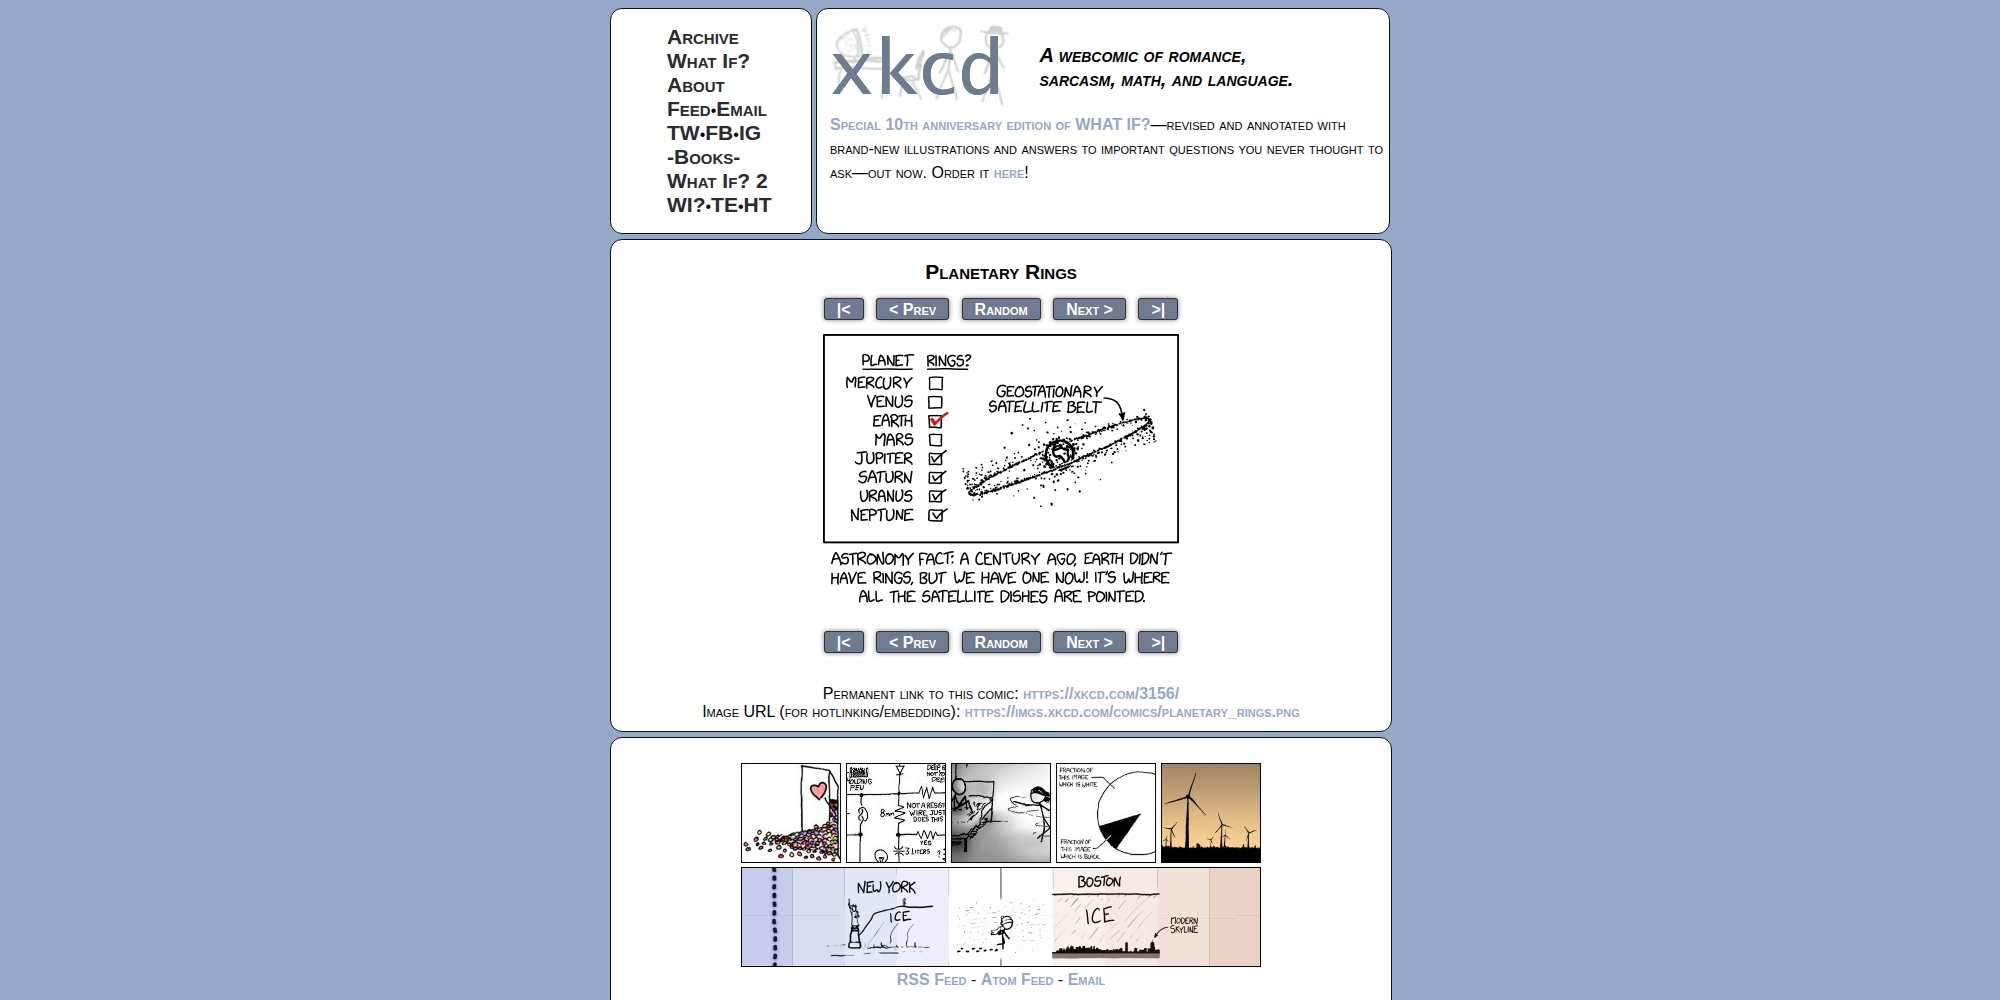 Archive
What If?
About
Feed•Email
TW•FB•IG
-Books-
What If? 2
WI?•TE•HT
xkcd
A webcomic of romance,
sarcasm, math, and language.
Special 10th anniversary edition of WHAT IF?—revised and annotated with
brand-new illustrations and answers to important questions you never thought to
ask—out now. Order it here!
Planetary Rings
|< < Prev Random Next > >|
PLANET RINGS?
MERCURY
VENUS
EARTH
MARS
JUPITER
SATURN
URANUS
NEPTUNE
GEOSTATIONARY
SATELLITE BELT
ASTRONOMY FACT: A CENTURY AGO, EARTH DIDN'T
HAVE RINGS, BUT WE HAVE ONE NOW! IT'S WHERE
ALL THE SATELLITE DISHES ARE POINTED.
|< < Prev Random Next > >|
Permanent link to this comic: https://xkcd.com/3156/
Image URL (for hotlinking/embedding): https://imgs.xkcd.com/comics/planetary_rings.png
HOLDING
PEN
8mm
NOT A RESIST
WIRE JUST
DOES THIS
YES
3 LITERS
FRACTION OF
THIS IMAGE
WHICH IS WHITE
FRACTION OF
THIS IMAGE
WHICH IS BLACK
NEW YORK
ICE
BOSTON
ICE
MODERN
SKYLINE
RSS Feed - Atom Feed - Email